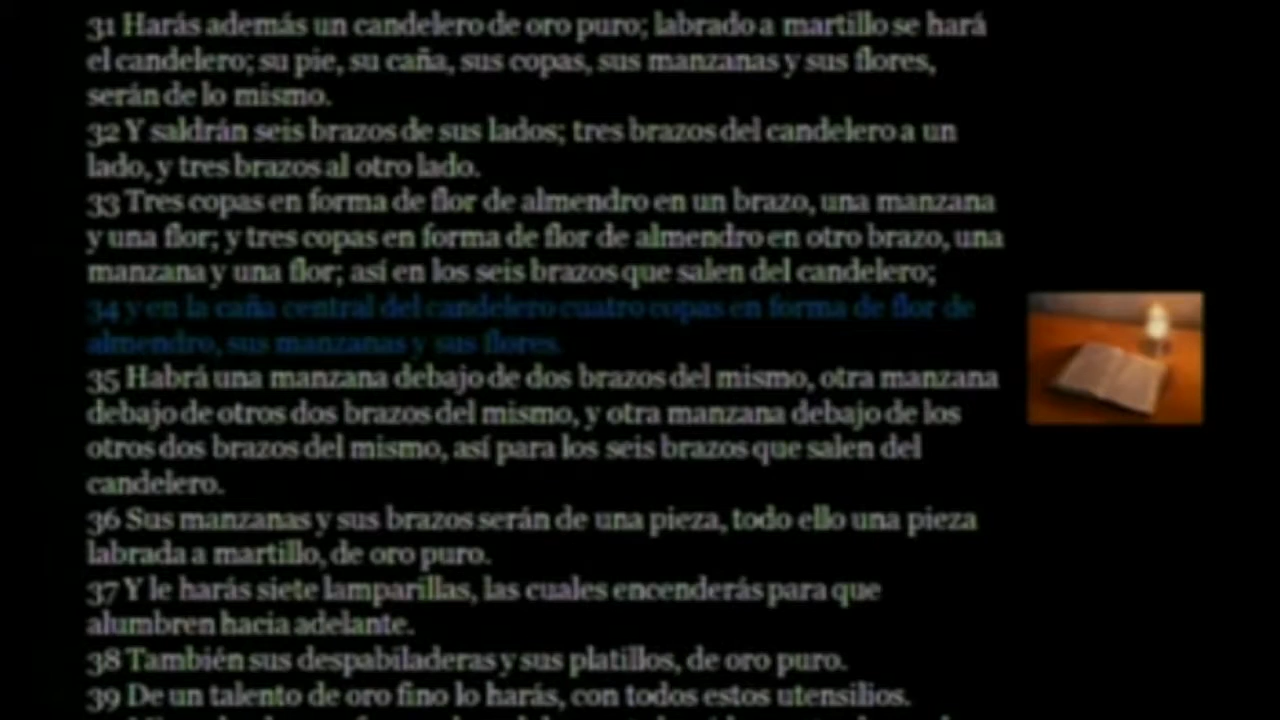 31 Harás además un candelero de oro puro; labrado a martillo se hará
el candelero; su pie, su caña, sus copas, sus manzanas y sus flores,
serán de lo mismo.
32 Y saldrán seis brazos de sus lados; tres brazos del candelero a un
lado, y tres brazos al otro lado.
33 Tres copas en forma de flor de almendro en un brazo, una manzana
y una flor; y tres copas en forma de flor de almendro en otro brazo, una
manzana y una flor; así en los seis brazos que salen del candelero;
34 y en la caña central del candelero cuatro copas en forma de flor de
almendro, sus manzanas y sus flores.
35 Habrá una manzana debajo de dos brazos del mismo, otra manzana
debajo de otros dos brazos del mismo, y otra manzana debajo de los
otros dos brazos del mismo, así para los seis brazos que salen del
candelero.
36 Sus manzanas y sus brazos serán de una pieza, todo ello una pieza
labrada a martillo, de oro puro.
37 Y le harás siete lamparillas, las cuales encenderás para que
alumbren hacia adelante.
38 También sus despabiladeras y sus platillos, de oro puro.
39 De un talento de oro fino lo harás, con todos estos utensilios.